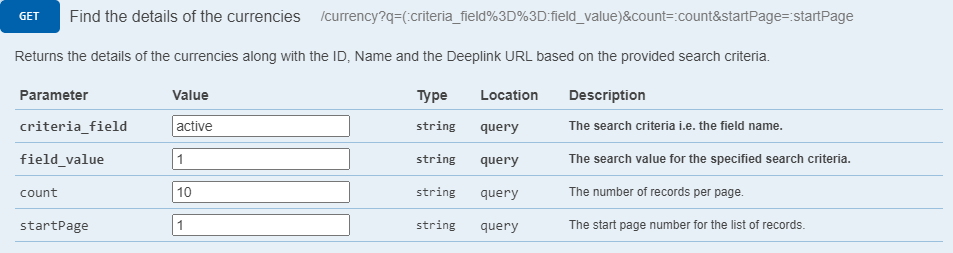 GET Find the details of the currencies /currency?q=(:criteria_field%3D%3D:field_value)&count=:count&startPage=:startPage
Returns the details of the currencies along with the ID, Name and the Deeplink URL based on the provided search criteria.
Parameter Value Type Location Description
criteria_field active string query The search criteria i.e. the field name.
field_value 1 string query The search value for the specified search criteria.
count 10 string query The number of records per page.
startPage 1 string query The start page number for the list of records.